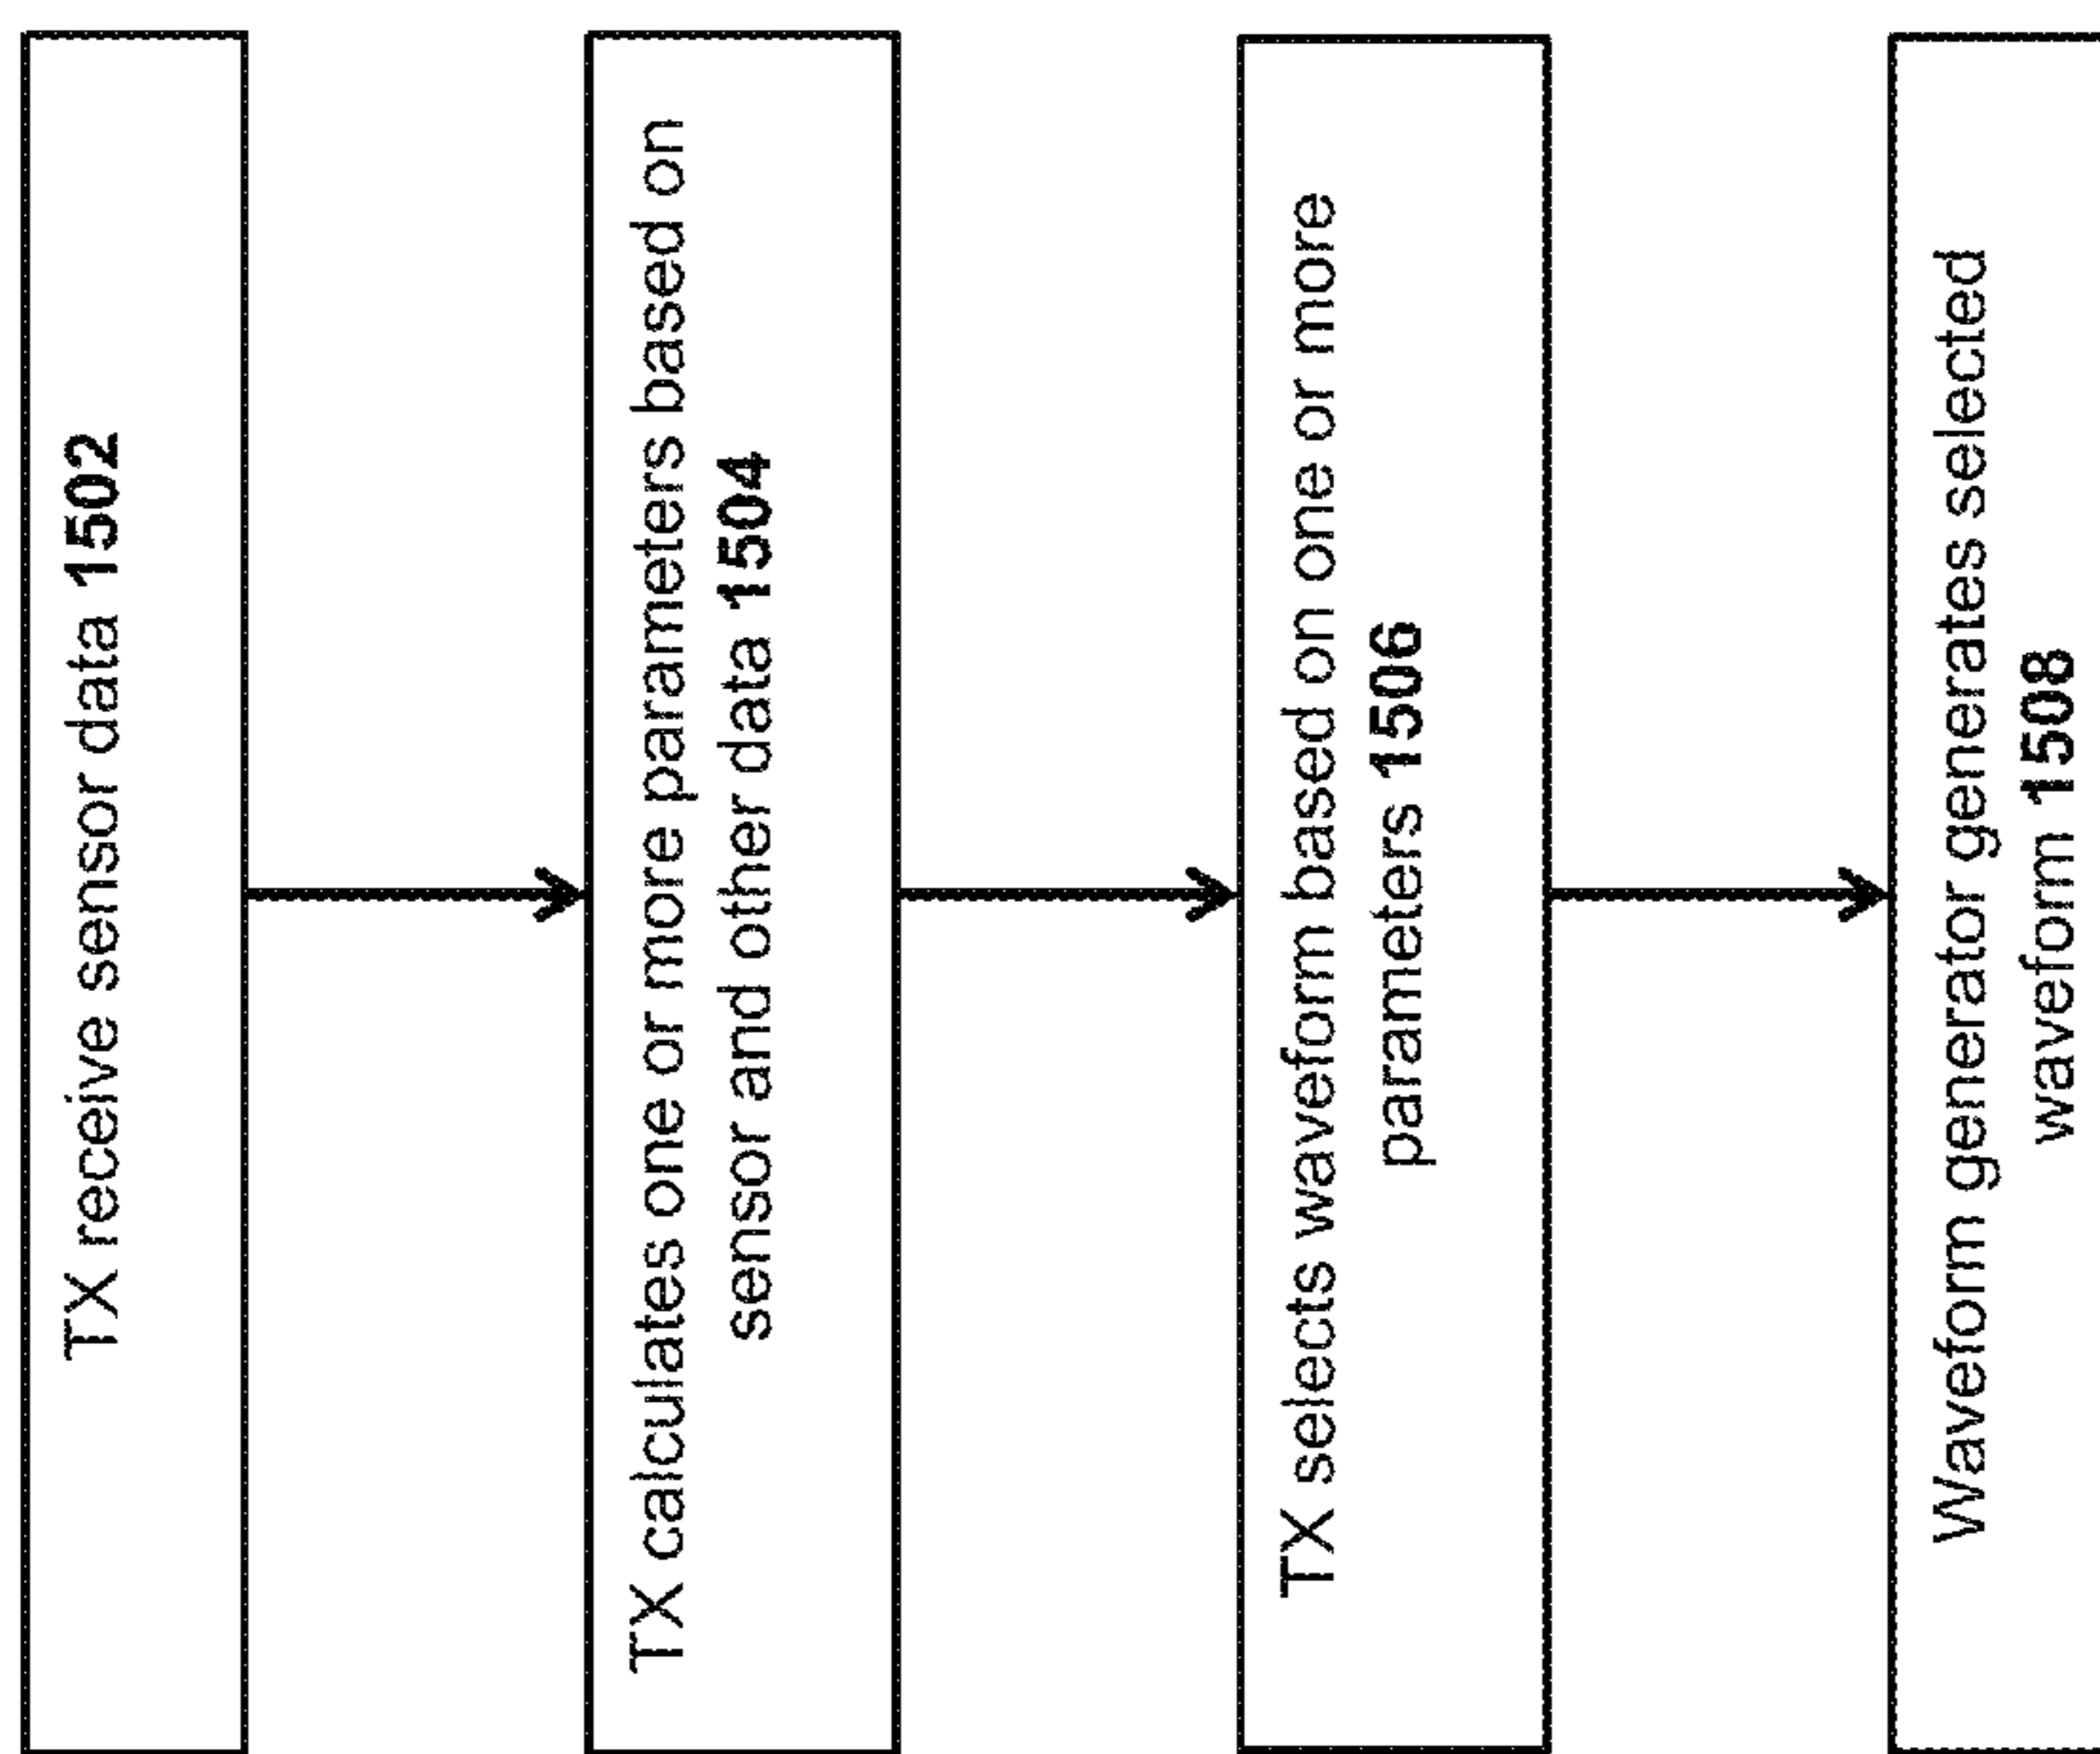 TX receive sensor data 1502
TX calculates one or more parameters based on
sensor and other data 1504
TX selects waveform based on one or more
parameters 1506
Waveform generator generates selected
waveform 1508